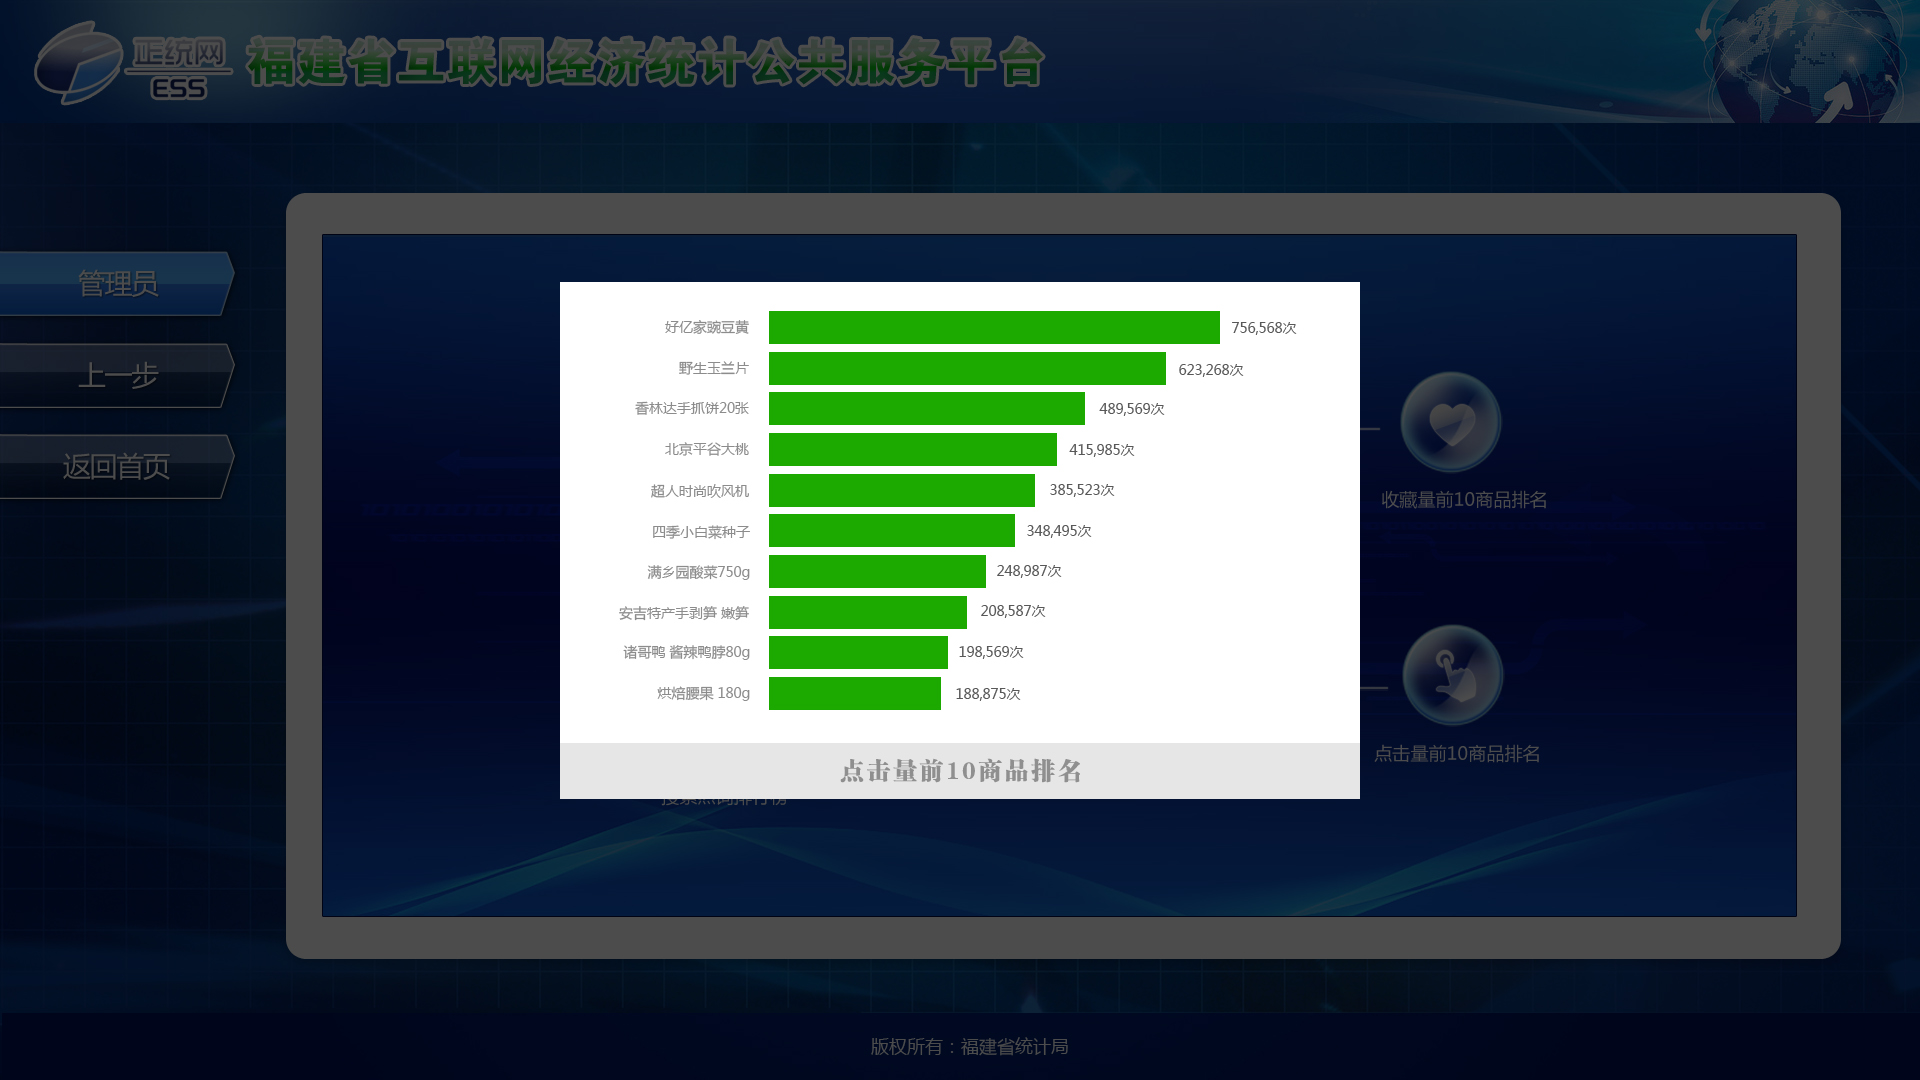 正统网
ESS
福建省互联网经济统计公共服务平台
管理员
上一步
返回首页
好亿家豌豆黄 756,568次
野生玉兰片 623,268次
香林达手抓饼20张 489,569次
北京平谷大桃 415,985次
超人时尚吹风机 385,523次
四季小白菜种子 348,495次
满乡园酸菜750g 248,987次
安吉特产手剥笋 嫩笋 208,587次
诸哥鸭 酱辣鸭脖80g 198,569次
烘焙腰果 180g 188,875次
点击量前10商品排名
收藏量前10商品排名
点击量前10商品排名
版权所有：福建省统计局